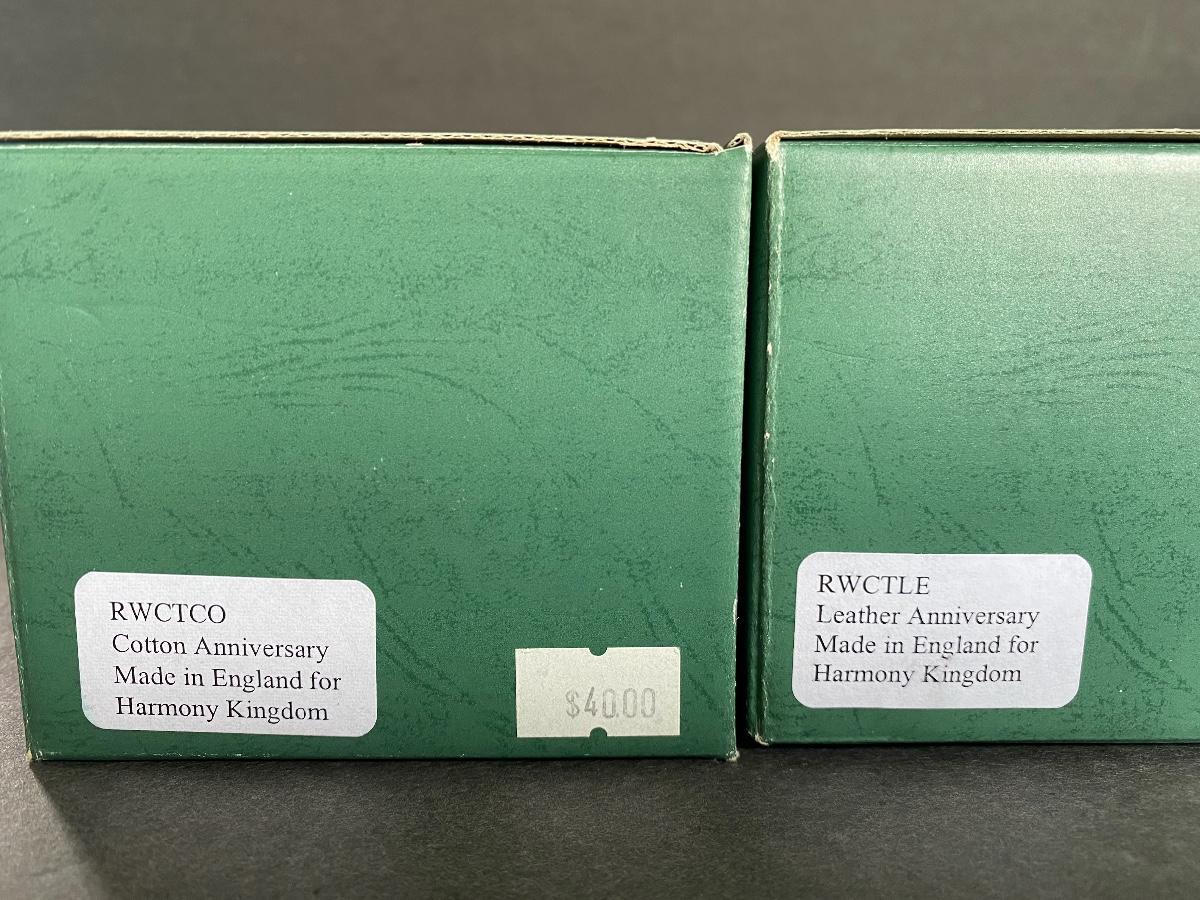 RWCTCO
Cotton Anniversary
Made in England for
Harmony Kingdom
$40.00
RWCTLE
Leather Anniversary
Made in England for
Harmony Kingdom